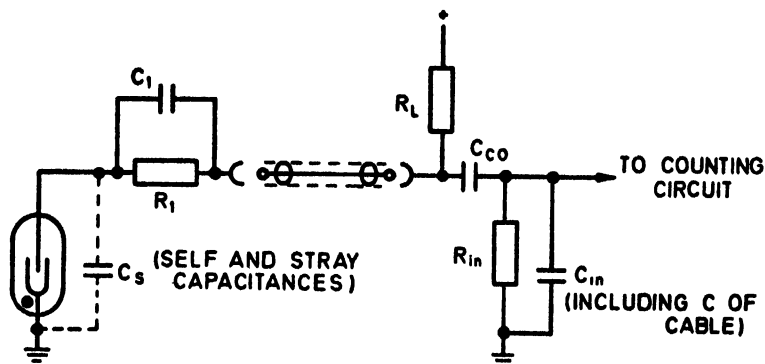 +
C1
RL
CCO
TO COUNTING
CIRCUIT
R1
CS (SELF AND STRAY
CAPACITANCES)
Rin
Cin
(INCLUDING C OF
CABLE)